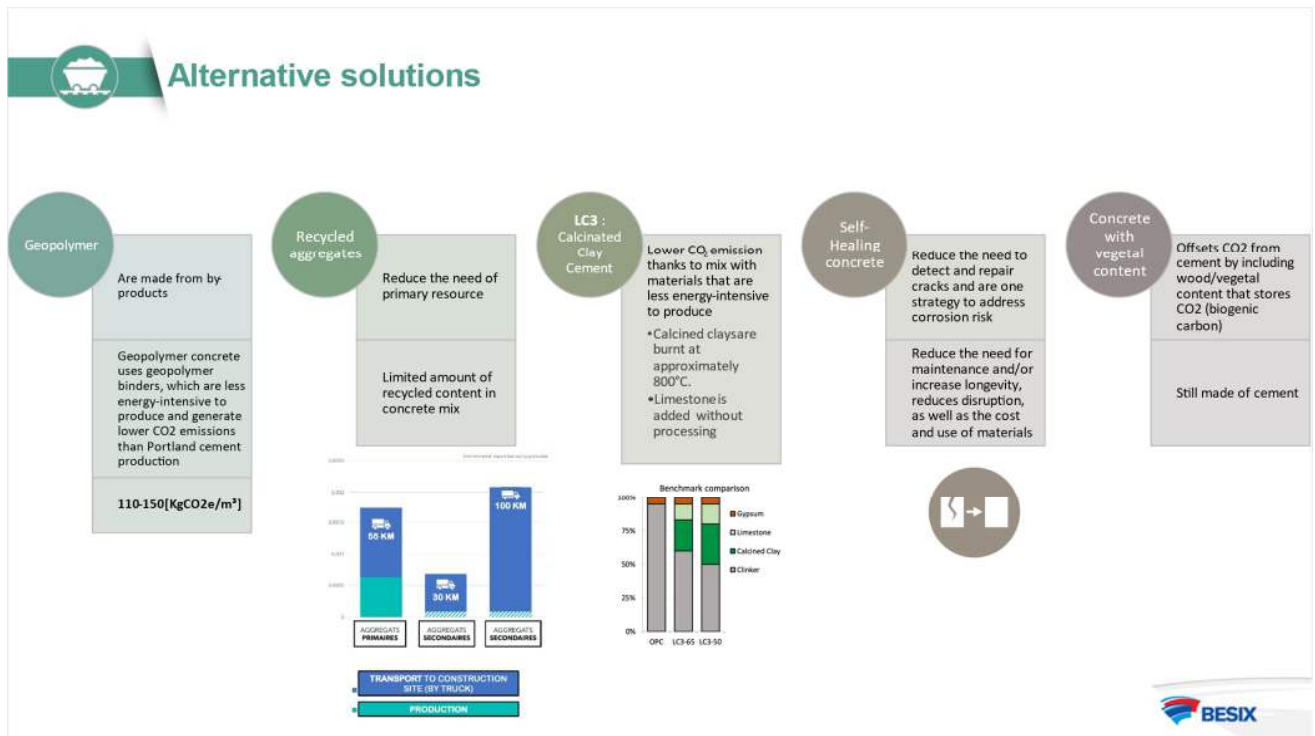 Alternative solutions
Geopolymer
Are made from by-
products
Geopolymer concrete
uses geopolymer
binders, which are less
energy-intensive to
produce and generate
lower CO2 emissions
than Portland cement
production
110-150[KgCO2e/m³]
Recycled
aggregates
Reduce the need of
primary resource
Limited amount of
recycled content in
concrete mix
55 KM
30 KM
100 KM
0
AGGREGATS
PRIMAIRES
AGGREGATS
SECONDAIRES
AGGREGATS
SECONDAIRES
TRANSPORT TO CONSTRUCTION
SITE (BY TRUCK)
PRODUCTION
LC3 :
Calcinated
Clay
Cement
Lower CO₂ emission
thanks to mix with
materials that are
less energy-intensive
to produce
•Calcined claysare
burnt at
approximately
800°C.
•Limestone is
added without
processing
Benchmark comparison
100%
75%
50%
25%
0%
OPC LC3-65 LC3-50
Gypsum
Limestone
Calcined Clay
Clinker
Self-
Healing
concrete
Reduce the need to
detect and repair
cracks and are one
strategy to address
corrosion risk
Reduce the need for
maintenance and/or
increase longevity,
reduces disruption,
as well as the cost
and use of materials
Concrete
with
vegetal
content
Offsets CO2 from
cement by including
wood/vegetal
content that stores
CO2 (biogenic
carbon)
Still made of cement
BESIX